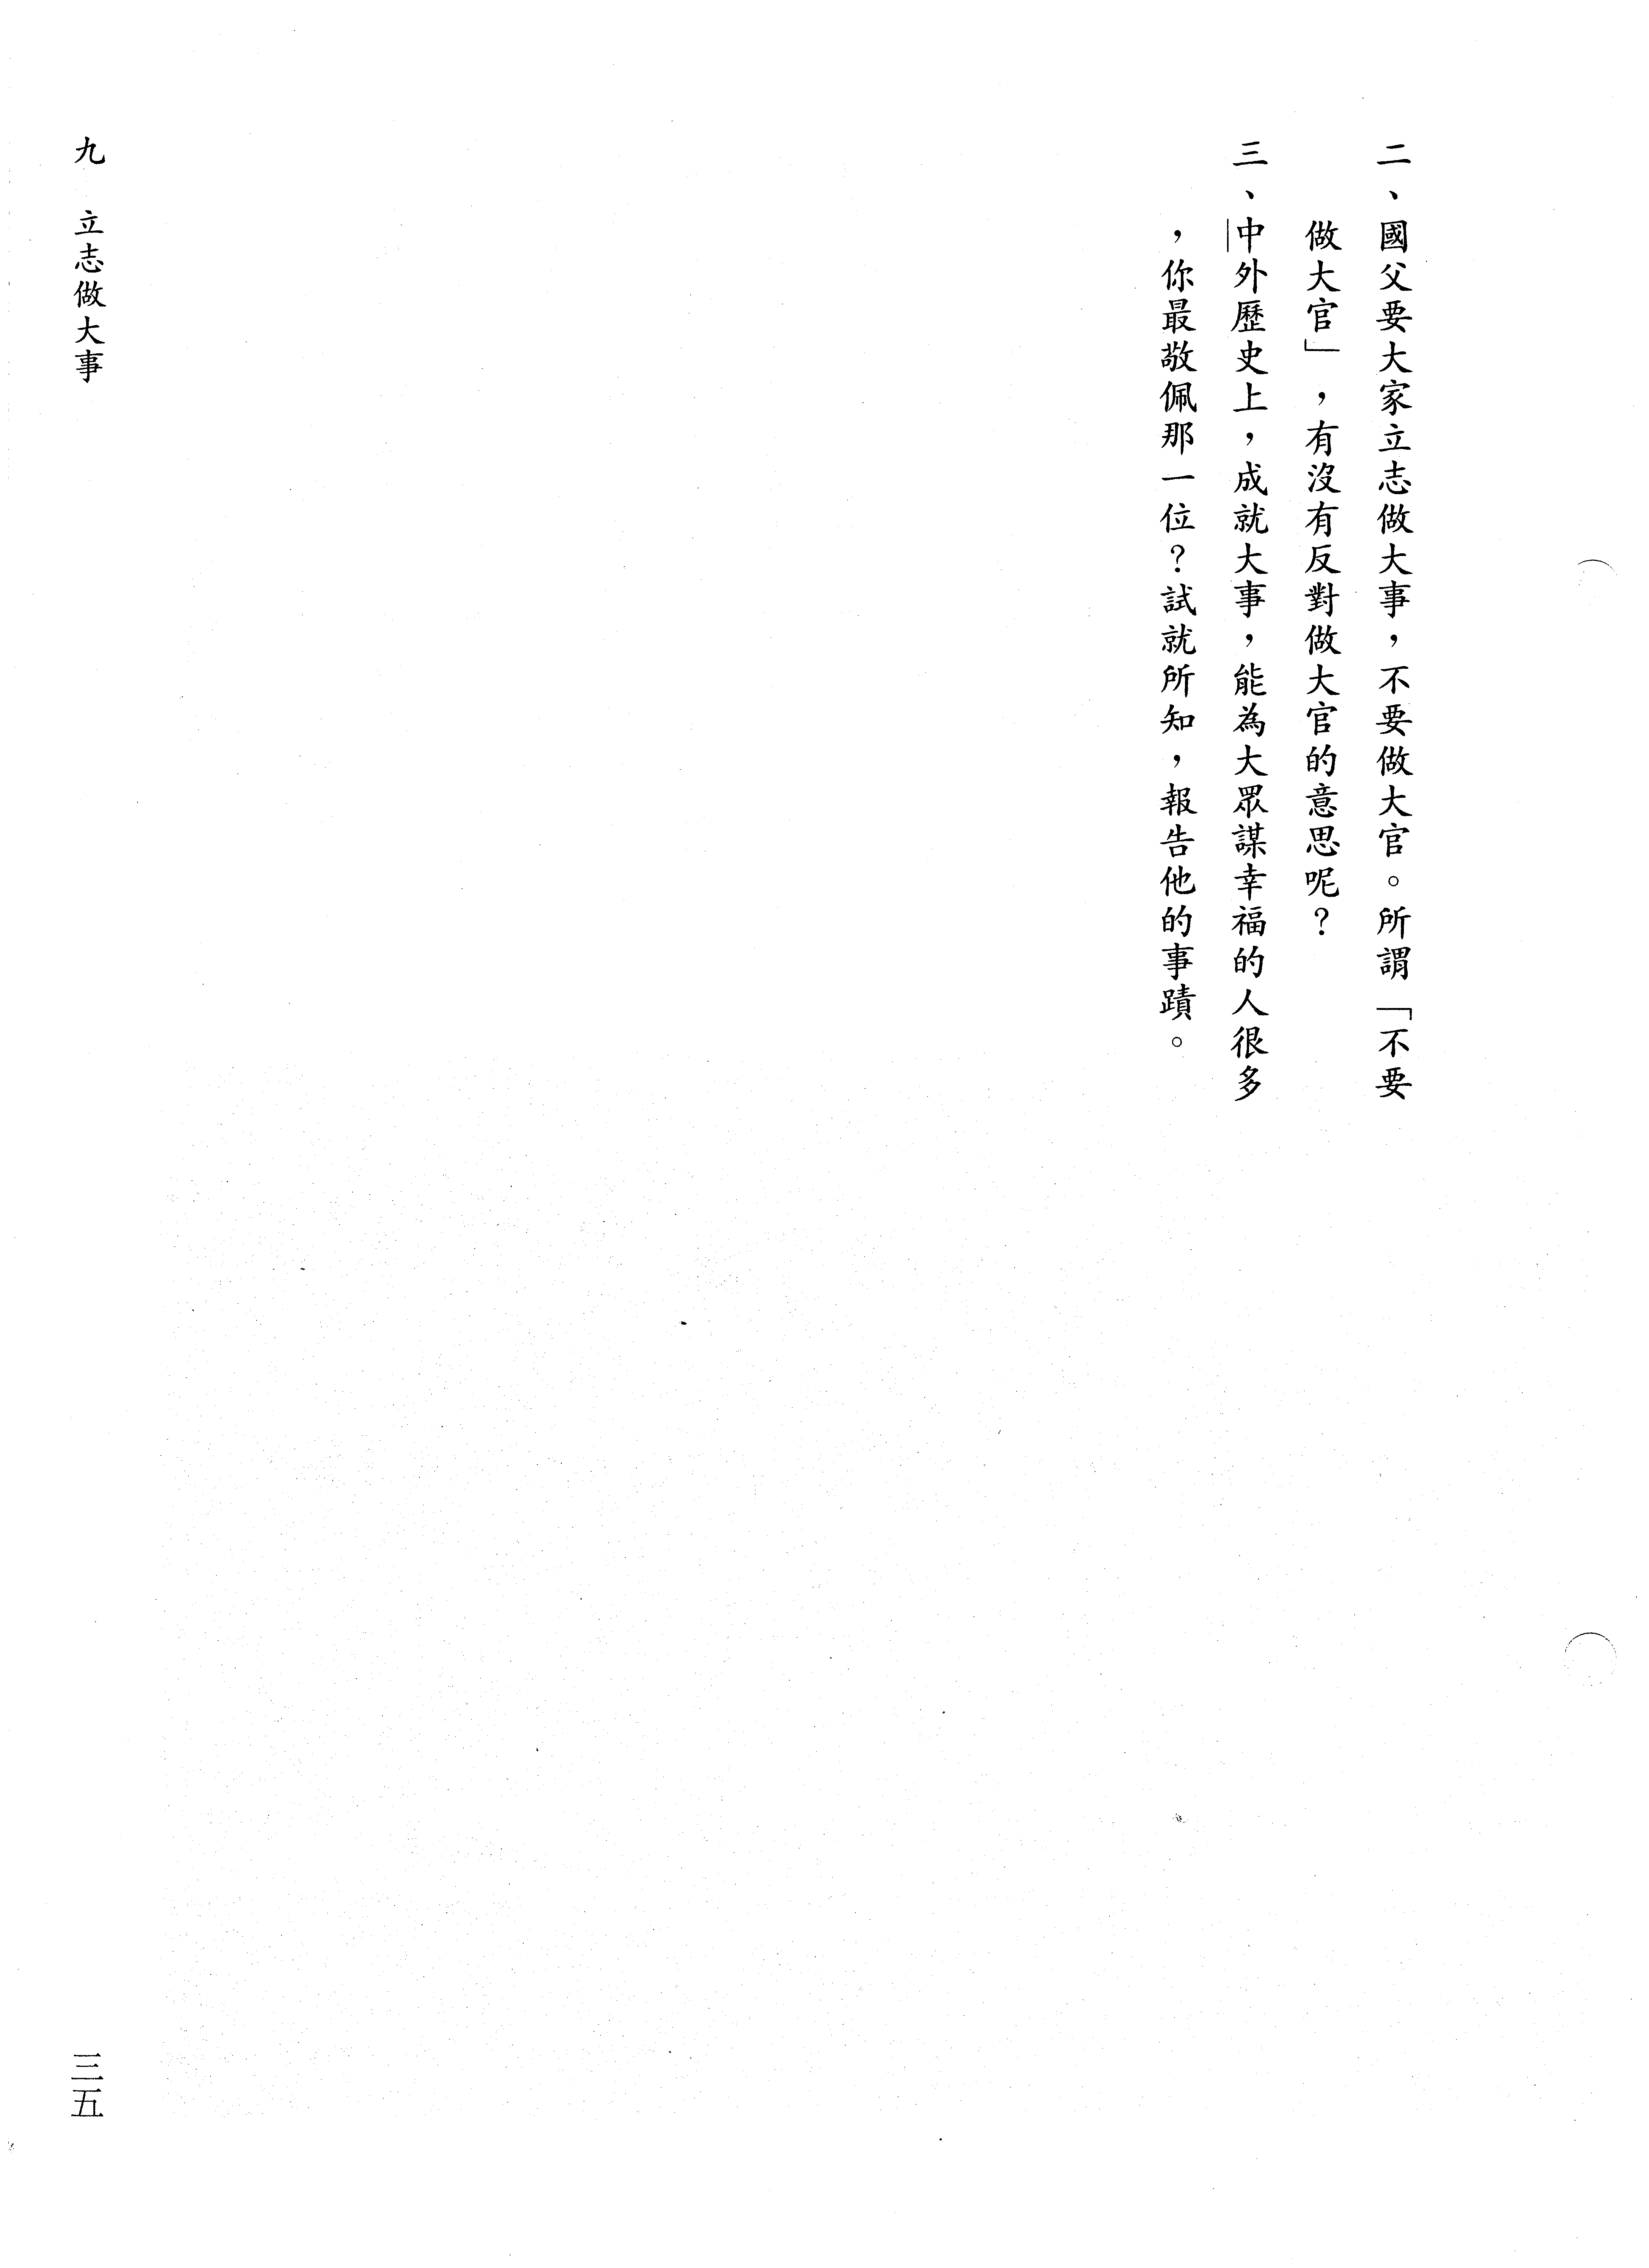 二、國父要大家立志做大事，不要做大官。所謂「不要
做大官」，有沒有反對做大官的意思呢？
三、中外歷史上，成就大事，能為大眾謀幸福的人很多
，你最敬佩那一位？試就所知，報告他的事蹟。
九　立志做大事
三五